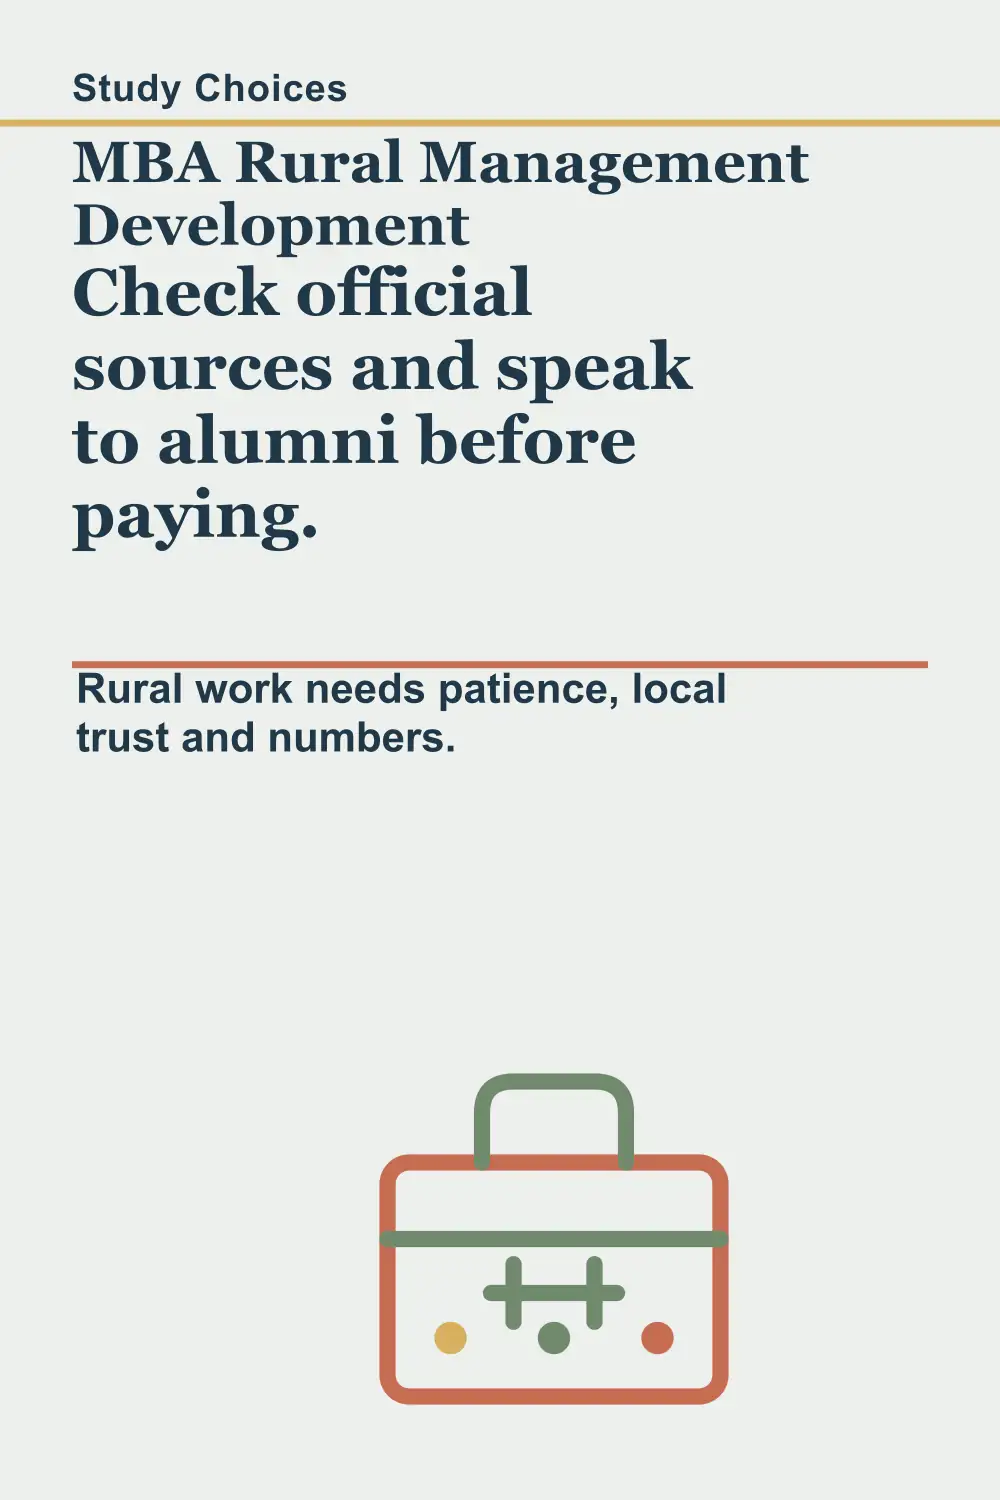 Study Choices
MBA Rural Management
Development
Check official
sources and speak
to alumni before
paying.
Rural work needs patience, local
trust and numbers.